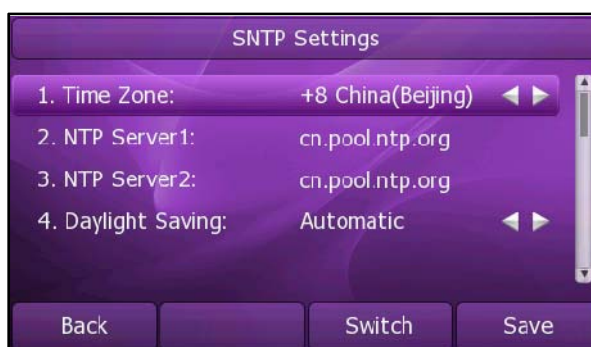 SNTP Settings
1. Time Zone: +8 China(Beijing)
2. NTP Server1: cn.pool.ntp.org
3. NTP Server2: cn.pool.ntp.org
4. Daylight Saving: Automatic
Back Switch Save